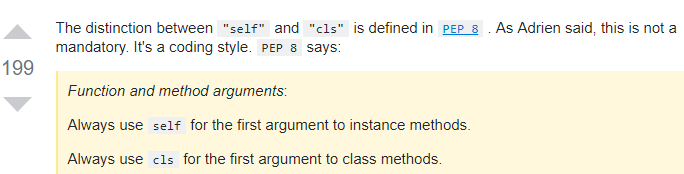 The distinction between "self" and "cls" is defined in PEP 8 . As Adrien said, this is not a
mandatory. It's a coding style. PEP 8 says:
199
Function and method arguments:
Always use self for the first argument to instance methods.
Always use cls for the first argument to class methods.